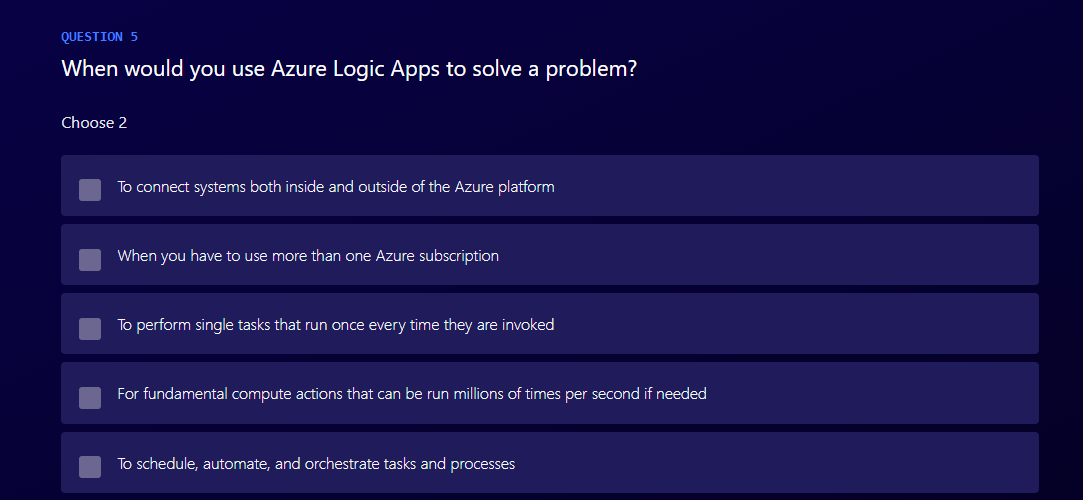 QUESTION 5
When would you use Azure Logic Apps to solve a problem?
Choose 2
To connect systems both inside and outside of the Azure platform
When you have to use more than one Azure subscription
To perform single tasks that run once every time they are invoked
For fundamental compute actions that can be run millions of times per second if needed
To schedule, automate, and orchestrate tasks and processes